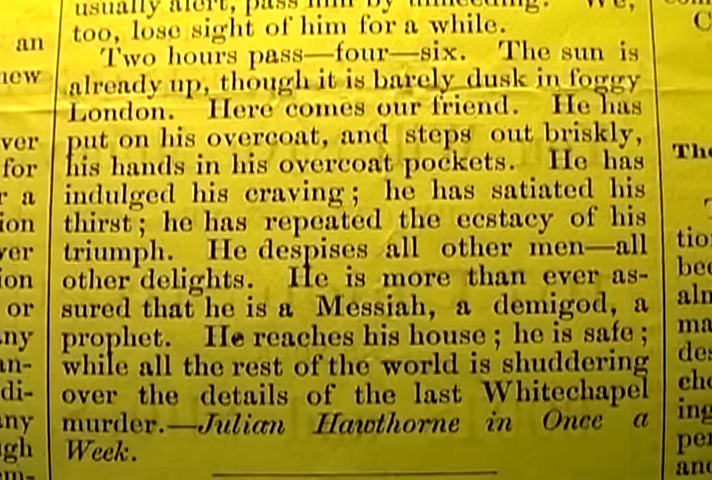 usually alert, pass him by unheeding. We,
too, lose sight of him for a while.
Two hours pass—four—six. The sun is
already up, though it is barely dusk in foggy
London. Here comes our friend. He has
put on his overcoat, and steps out briskly,
his hands in his overcoat pockets. He has
indulged his craving; he has satiated his
thirst; he has repeated the ecstacy of his
triumph. He despises all other men—all
other delights. He is more than ever as-
sured that he is a Messiah, a demigod, a
prophet. He reaches his house; he is safe;
while all the rest of the world is shuddering
over the details of the last Whitechapel
murder.—Julian Hawthorne in Once a
Week.
an
new
ver
for
r a
ion
ver
ion
or
any
an-
di-
any
gh
em-
C
The
T
tio
bec
aln
ma
des
che
ing
per
and